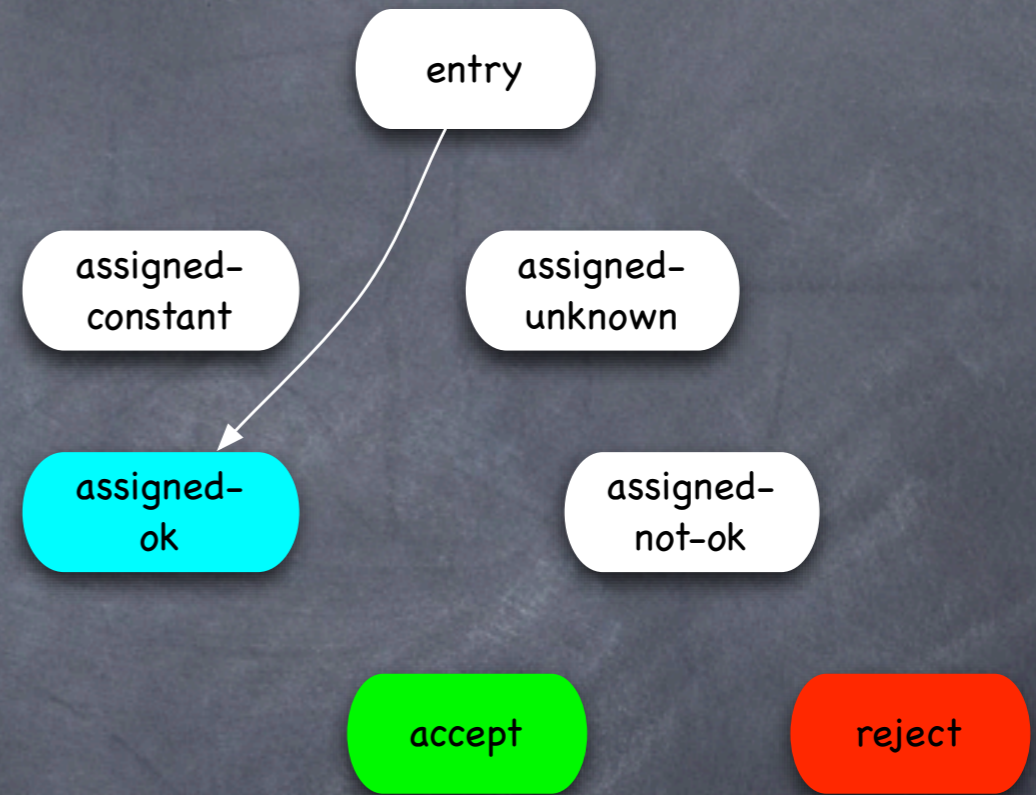 entry
assigned-
constant
assigned-
unknown
assigned-
ok
assigned-
not-ok
accept
reject